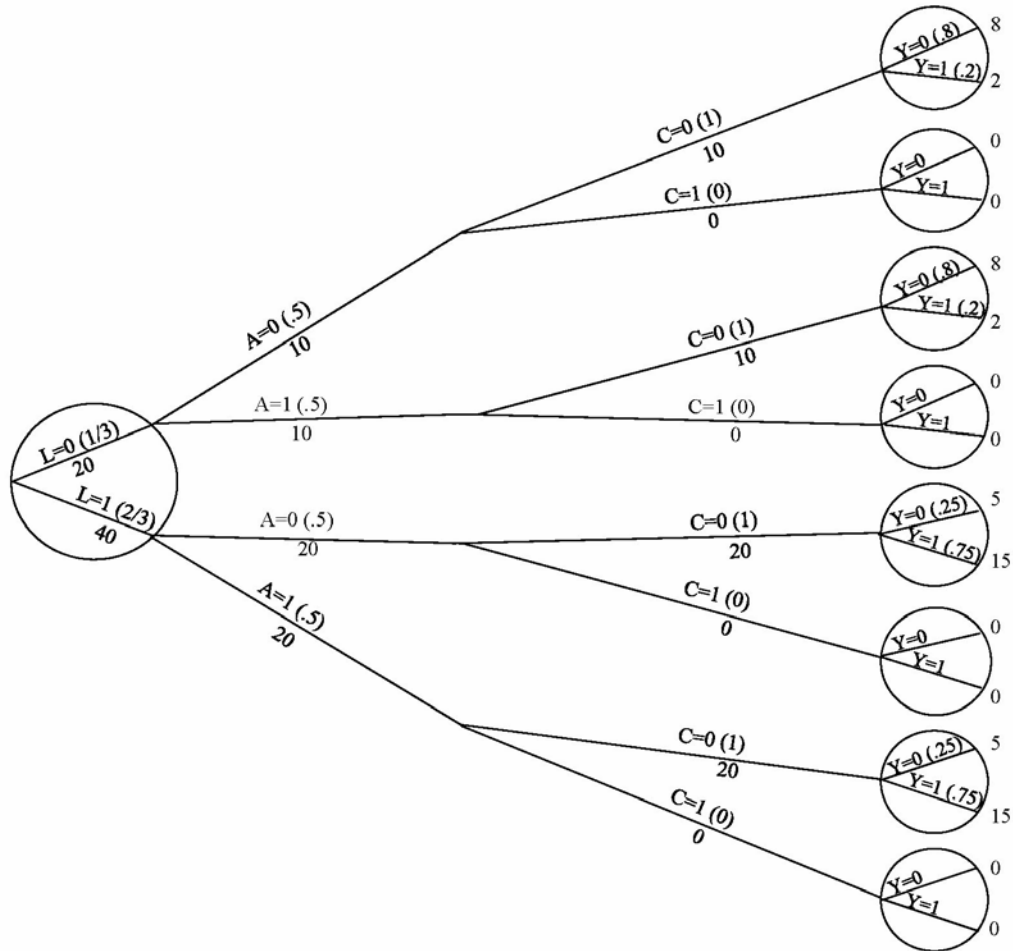 8
Y=0 (.8)
Y=1 (.2)
2
C=0 (1)
10
0
Y=0
Y=1
0
C=1 (0)
0
8
Y=0 (.8)
Y=1 (.2)
2
A=0 (.5)
10
C=0 (1)
10
0
Y=0
Y=1
0
A=1 (.5)
10
C=1 (0)
0
L=0 (1/3)
20
L=1 (2/3)
40
A=0 (.5)
20
C=0 (1)
20
5
Y=0 (.25)
Y=1 (.75)
15
A=1 (.5)
20
C=1 (0)
0
0
Y=0
Y=1
0
C=0 (1)
20
5
Y=0 (.25)
Y=1 (.75)
15
C=1 (0)
0
0
Y=0
Y=1
0